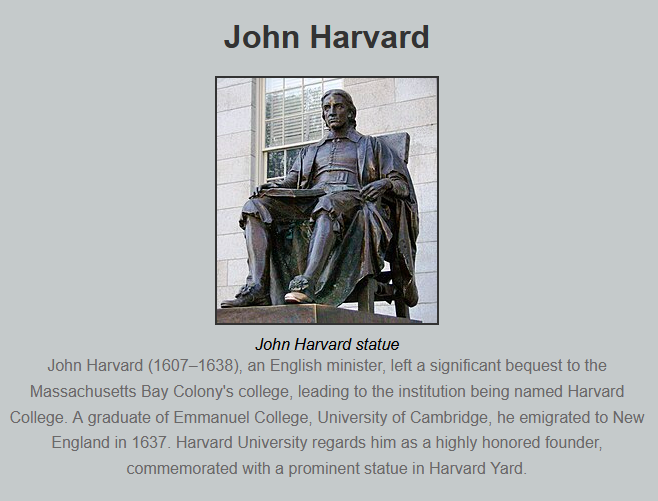 John Harvard
John Harvard statue
John Harvard (1607–1638), an English minister, left a significant bequest to the
Massachusetts Bay Colony's college, leading to the institution being named Harvard
College. A graduate of Emmanuel College, University of Cambridge, he emigrated to New
England in 1637. Harvard University regards him as a highly honored founder,
commemorated with a prominent statue in Harvard Yard.